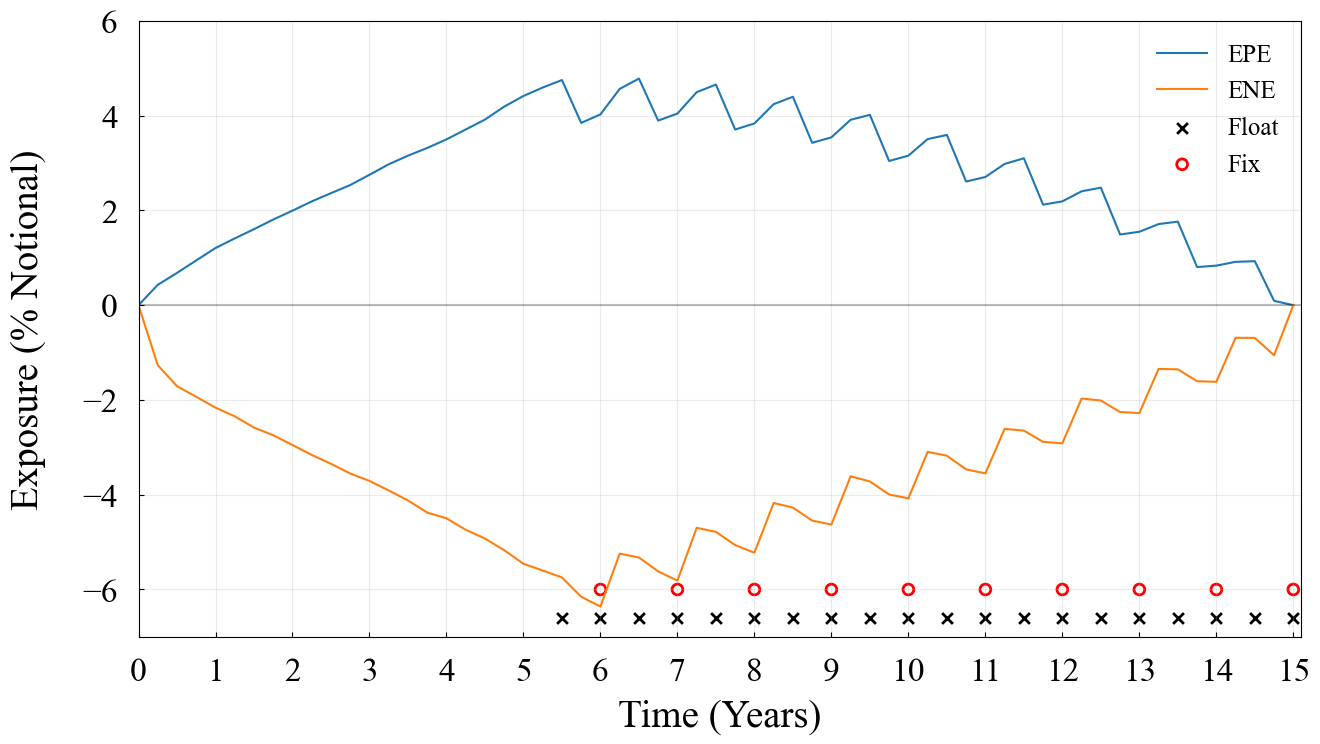 6
4
2
0
−2
−4
−6
Exposure (% Notional)
EPE
ENE
Float
Fix
0 1 2 3 4 5 6 7 8 9 10 11 12 13 14 15
Time (Years)